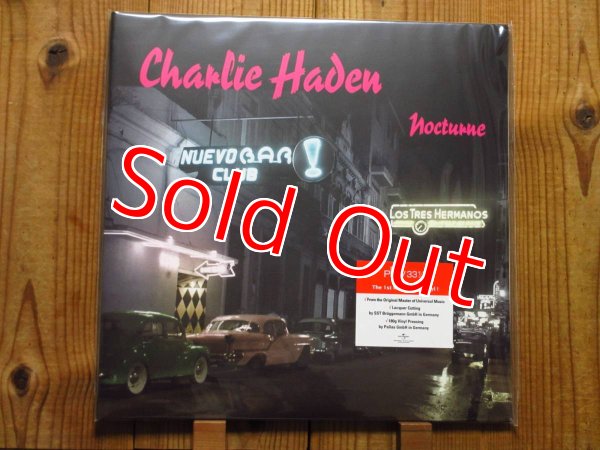 Charlie Haden
Nocturne
NUEVO BAR
CLUB
LOS TRES HERMANOS
Sold Out
The 1st
√ From the Original Master of Universal Music
√ Lacquer Cutting
by SST Brüggemann GmbH in Germany
√ 180g Vinyl Pressing
by Pallas GmbH in Germany